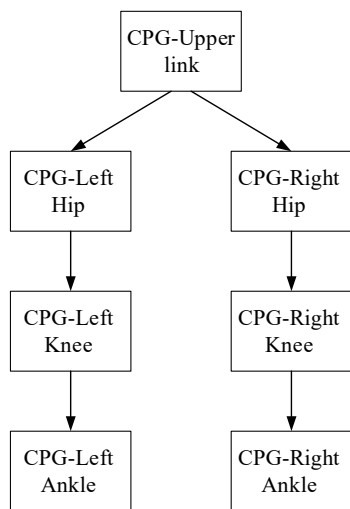 CPG-Upper
link
CPG-Left
Hip
CPG-Right
Hip
CPG-Left
Knee
CPG-Right
Knee
CPG-Left
Ankle
CPG-Right
Ankle